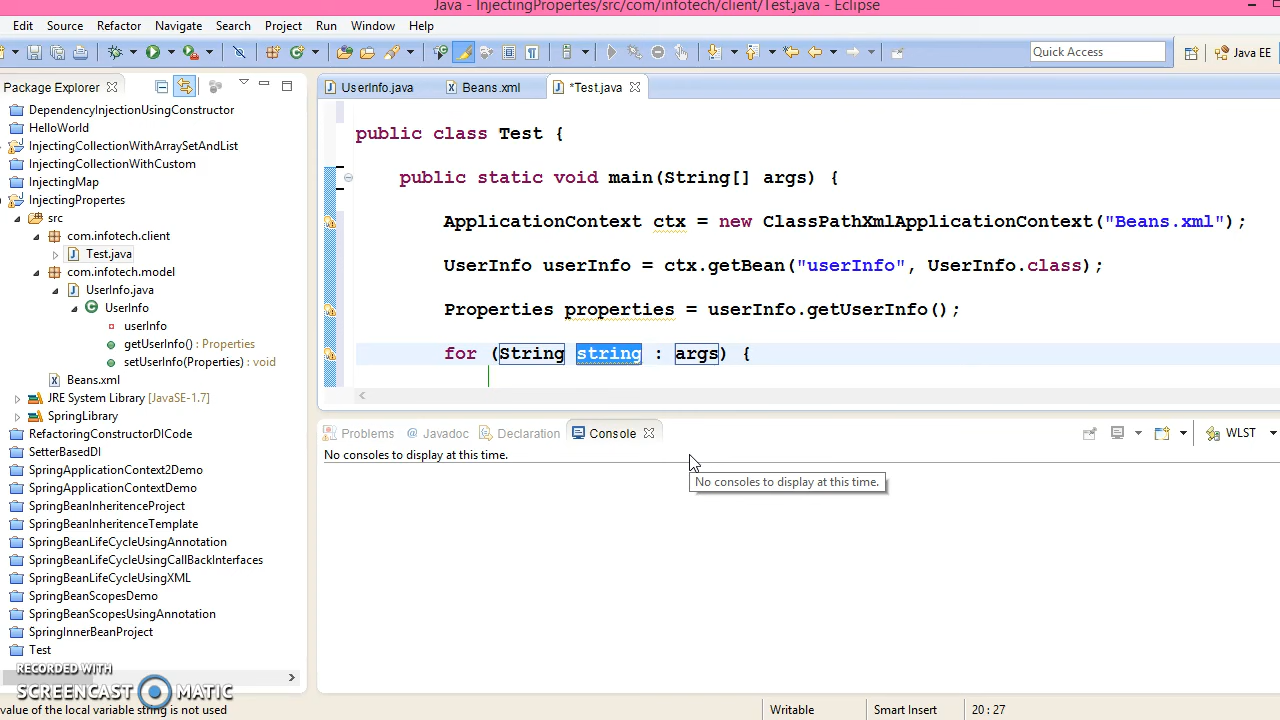 Java - InjectingPropertes/src/com/infotech/client/Test.java - Eclipse
Edit Source Refactor Navigate Search Project Run Window Help
Quick Access
Java EE
Package Explorer
UserInfo.java
Beans.xml
*Test.java
DependencyInjectionUsingConstructor
HelloWorld
InjectingCollectionWithArraySetAndList
InjectingCollectionWithCustom
InjectingMap
InjectingPropertes
src
com.infotech.client
Test.java
com.infotech.model
UserInfo.java
UserInfo
userInfo
getUserInfo() : Properties
setUserInfo(Properties) : void
Beans.xml
JRE System Library [JavaSE-1.7]
SpringLibrary
RefactoringConstructorDICode
SetterBasedDI
SpringApplicationContext2Demo
SpringApplicationContextDemo
SpringBeanInheritenceProject
SpringBeanInheritenceTemplate
SpringBeanLifeCycleUsingAnnotation
SpringBeanLifeCycleUsingCallBackInterfaces
SpringBeanLifeCycleUsingXML
SpringBeanScopesDemo
SpringBeanScopesUsingAnnotation
SpringInnerBeanProject
Test
public class Test {
public static void main(String[] args) {
ApplicationContext ctx = new ClassPathXmlApplicationContext("Beans.xml");
UserInfo userInfo = ctx.getBean("userInfo", UserInfo.class);
Properties properties = userInfo.getUserInfo();
for (String string : args) {
Problems @ Javadoc Declaration Console
WLST
No consoles to display at this time.
No consoles to display at this time.
RECORDED WITH
SCREENCAST MATIC
value of the local variable string is not used
Writable
Smart Insert
20 : 27